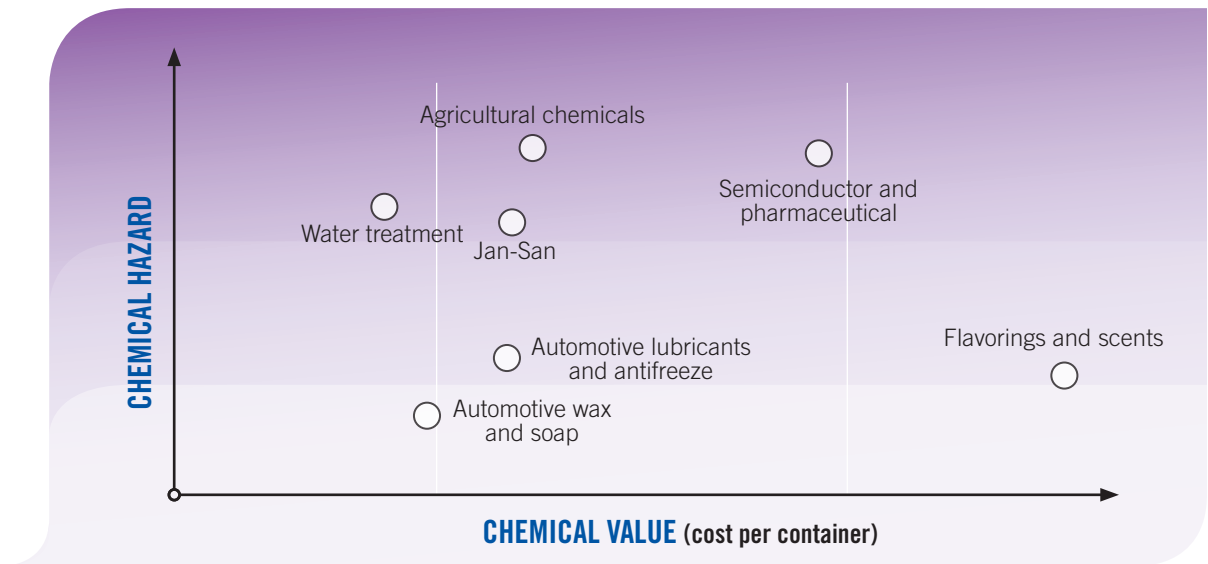 Agricultural chemicals
Semiconductor and
pharmaceutical
Water treatment
Jan-San
CHEMICAL HAZARD
Automotive lubricants
and antifreeze
Flavorings and scents
Automotive wax
and soap
CHEMICAL VALUE (cost per container)